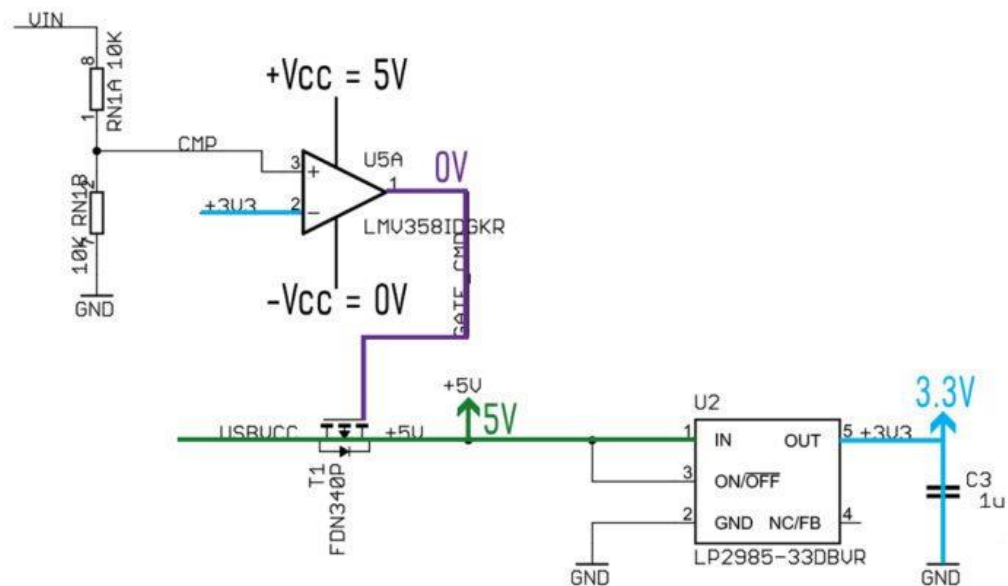 VIN
8
10K
RN1A
1
+Vcc = 5V
CMP
3
+
U5A
1
0V
+3V3
2
-
LMV358IDGKR
2
RN1B
10K
7
GND
-Vcc = 0V
GATE_CMD
+5V
5V
USBVCC
+5V
T1
FDN340P
U2
3.3V
1
IN
OUT
5
+3V3
3
ON/OFF
C3
1u
2
GND
NC/FB
4
LP2985-33DBVR
GND
GND